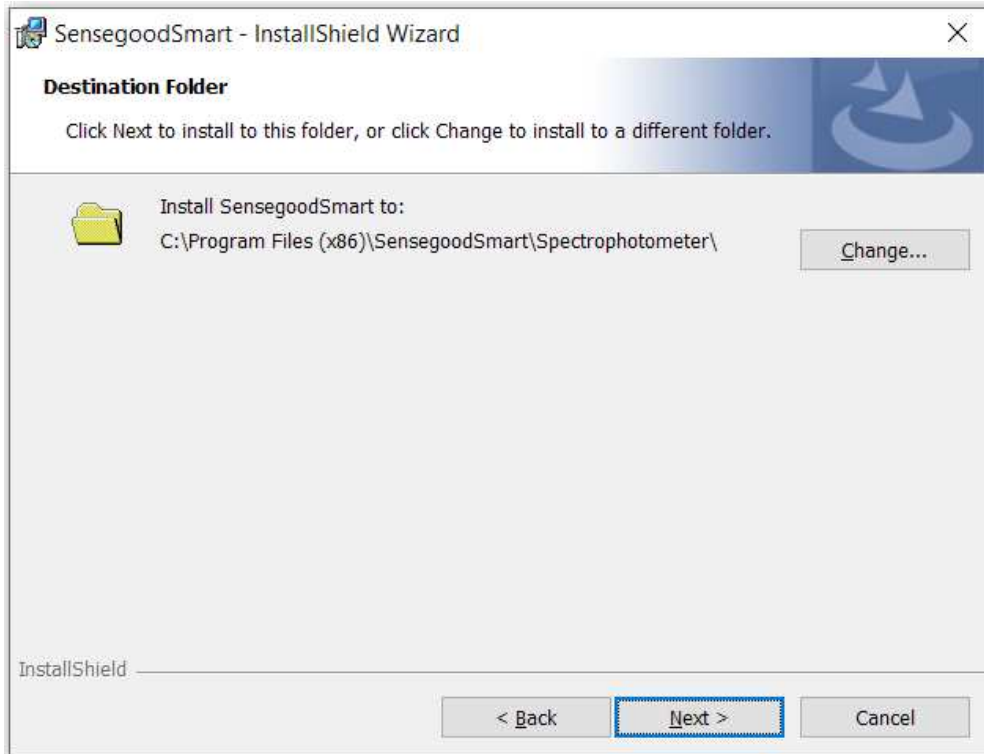 SensegoodSmart - InstallShield Wizard
Destination Folder
Click Next to install to this folder, or click Change to install to a different folder.
Install SensegoodSmart to:
C:\Program Files (x86)\SensegoodSmart\Spectrophotometer\
Change...
InstallShield
< Back
Next >
Cancel